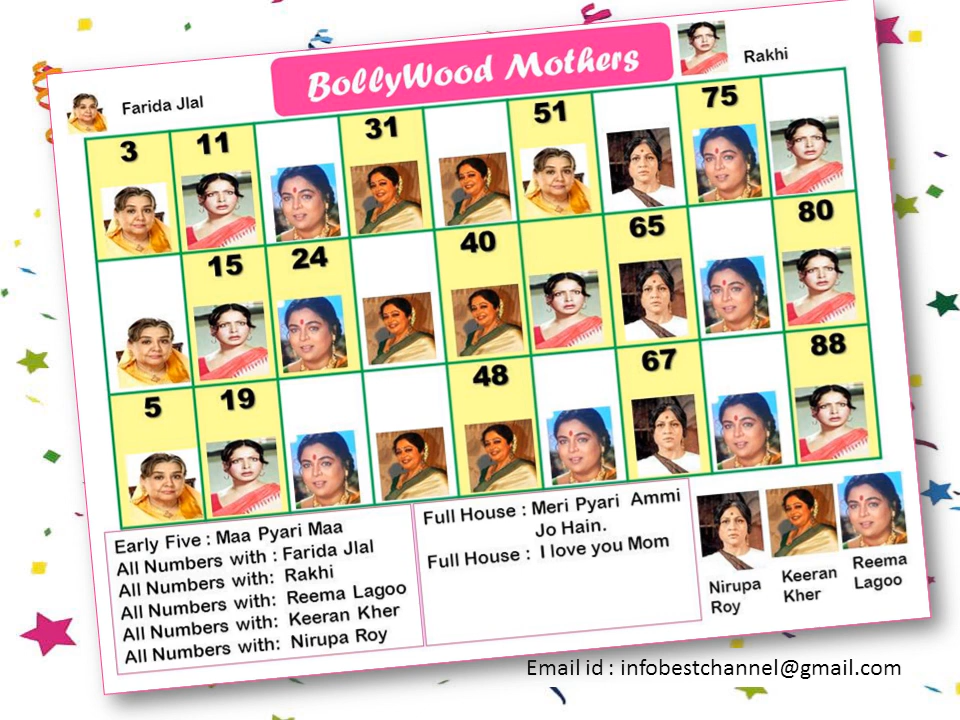 BollyWood Mothers
Rakhi
Farida Jlal
3 11 31 51 75
15 24 40 65 80
5 19 48 67 88
Early Five : Maa Pyari Maa
All Numbers with : Farida Jlal
All Numbers with: Rakhi
All Numbers with: Reema Lagoo
All Numbers with: Keeran Kher
All Numbers with: Nirupa Roy
Full House : Meri Pyari Ammi
Jo Hain.
Full House : I love you Mom
Nirupa
Roy
Keeran
Kher
Reema
Lagoo
Email id : infobestchannel@gmail.com